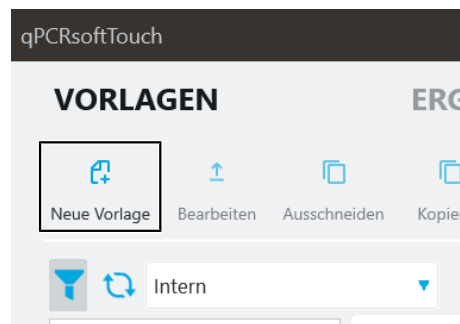 qPCRsoftTouch
VORLAGEN
Neue Vorlage Bearbeiten Ausschneiden
Intern